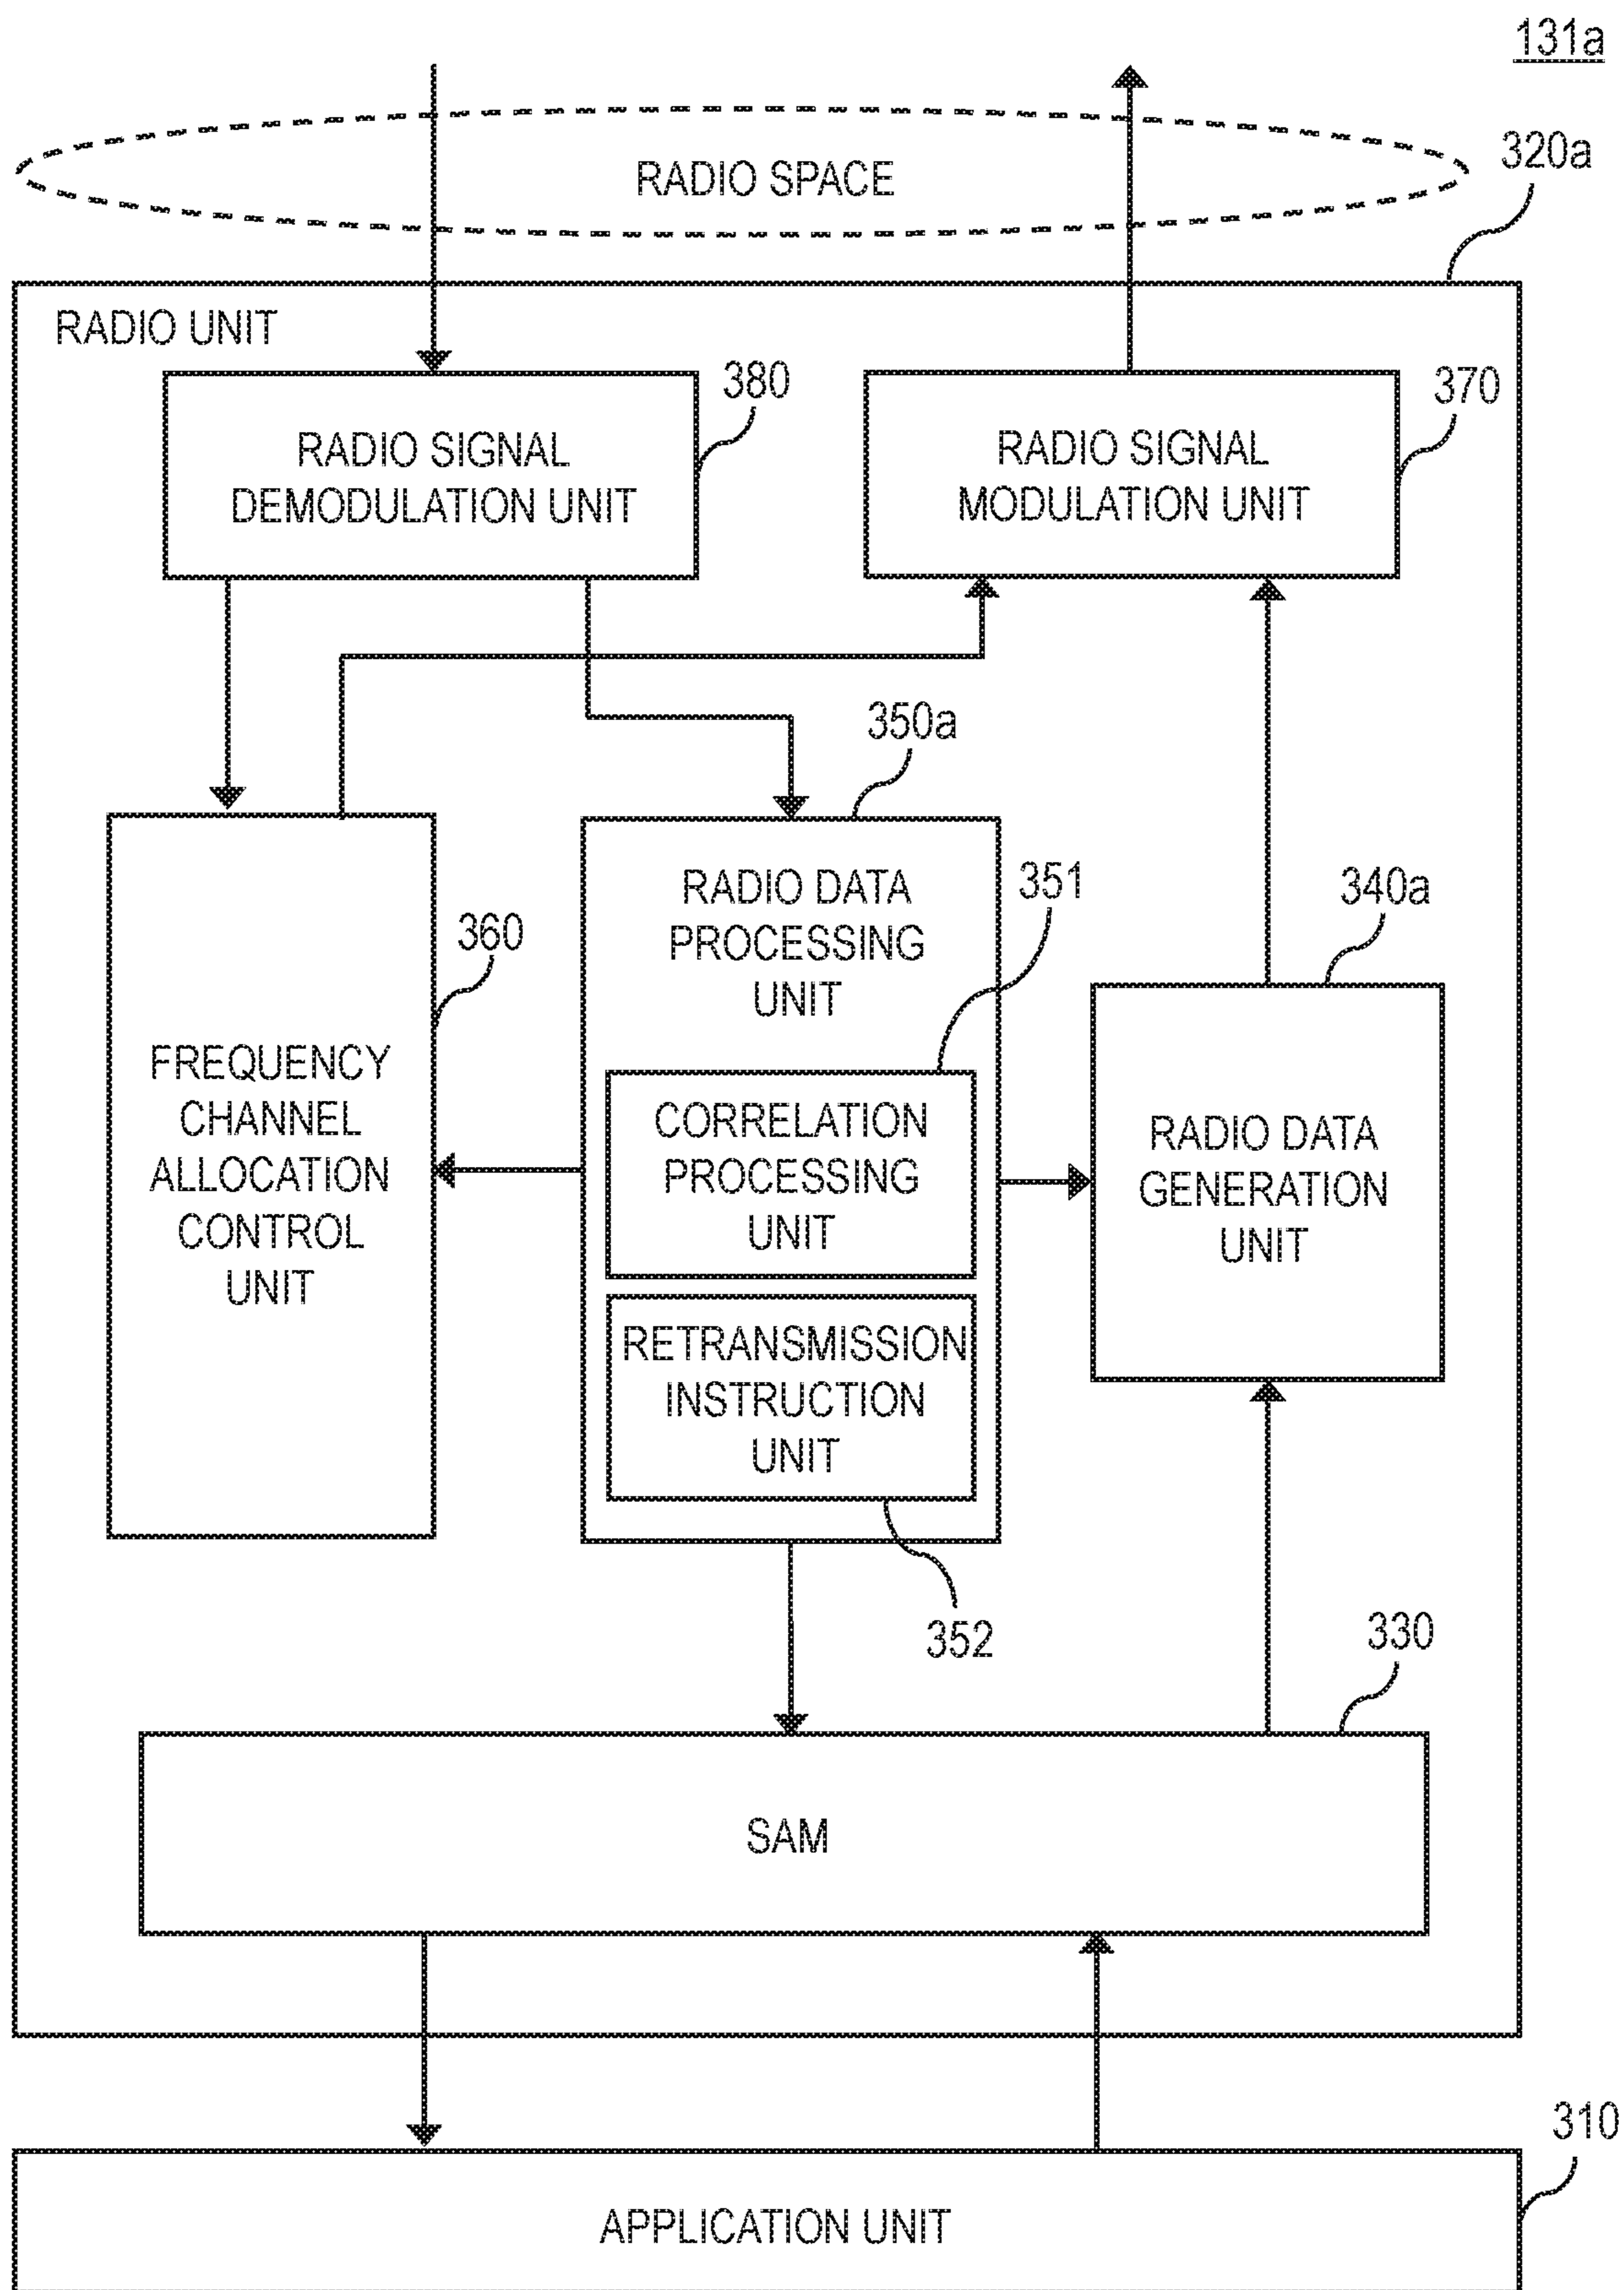 131a
RADIO SPACE
320a
RADIO UNIT
380
370
RADIO SIGNAL
DEMODULATION UNIT
RADIO SIGNAL
MODULATION UNIT
350a
351
340a
360
RADIO DATA
PROCESSING
UNIT
FREQUENCY
CHANNEL
ALLOCATION
CONTROL
UNIT
CORRELATION
PROCESSING
UNIT
RADIO DATA
GENERATION
UNIT
RETRANSMISSION
INSTRUCTION
UNIT
352
330
SAM
310
APPLICATION UNIT